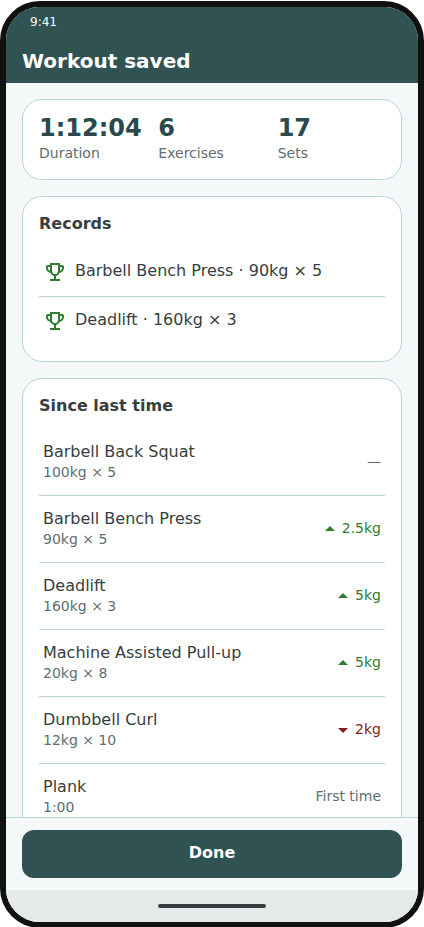 9:41
Workout saved
1:12:04 6 17
Duration Exercises Sets
Records
Barbell Bench Press · 90kg × 5
Deadlift · 160kg × 3
Since last time
Barbell Back Squat
100kg × 5
—
Barbell Bench Press
90kg × 5
2.5kg
Deadlift
160kg × 3
5kg
Machine Assisted Pull-up
20kg × 8
5kg
Dumbbell Curl
12kg × 10
2kg
Plank
1:00
First time
Done